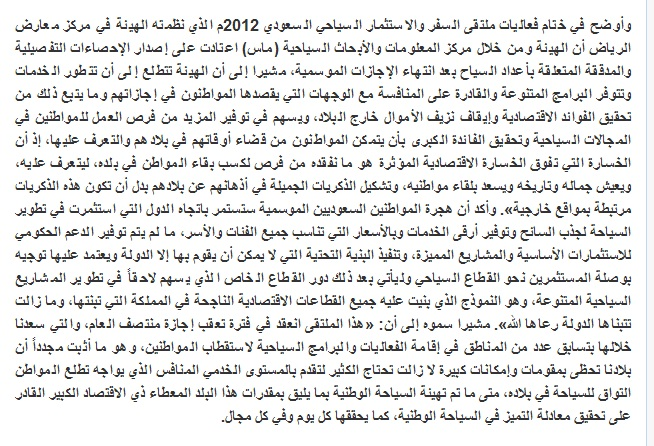 وأوضح في ختام فعاليات ملتقى السفر والاستثمار السياحي السعودي 2012م الذي نظمته الهيئة في مركز معارض
الرياض أن الهيئة ومن خلال مركز المعلومات والأبحاث السياحية (ماس) اعتادت على إصدار الإحصاءات التفصيلية
والمدققة المتعلقة بأعداد السياح بعد انتهاء الإجازات الموسمية، مشيرا إلى أن الهيئة تتطلع إلى أن تتطور الخدمات
وتتوفر البرامج المتنوعة والقادرة على المنافسة مع الوجهات التي يقصدها المواطنون في إجازاتهم وما يتبع ذلك من
تحقيق الفوائد الاقتصادية وإيقاف نزيف الأموال خارج البلاد، ويسهم في توفير المزيد من فرص العمل للمواطنين في
المجالات السياحية وتحقيق الفائدة الكبرى بأن يتمكن المواطنون من قضاء أوقاتهم في بلادهم والتعرف عليها، إذ أن
الخسارة التي تفوق الخسارة الاقتصادية المؤثرة هو ما نفقده من فرص لكسب بقاء المواطن في بلده، ليتعرف عليه،
ويعيش جماله وتاريخه ويسعد بلقاء مواطنيه، وتشكيل الذكريات الجميلة في أذهانهم عن بلادهم بدل أن تكون هذه الذكريات
مرتبطة بمواقع خارجية». وأكد أن هجرة المواطنين السعوديين الموسمية ستستمر باتجاه الدول التي استثمرت في تطوير
السياحة لجذب السائح وتوفير أرقى الخدمات وبالأسعار التي تناسب جميع الفئات والأسر، ما لم يتم توفير الدعم الحكومي
للاستثمارات الأساسية والمشاريع المميزة، وتنفيذ البنية التحتية التي لا يمكن أن يقوم بها إلا الدولة ويعتمد عليها توجيه
بوصلة المستثمرين نحو القطاع السياحي وليأتي بعد ذلك دور القطاع الخاص الذي يسهم لاحقاً في تطوير المشاريع
السياحية المتنوعة، وهو النموذج الذي بنيت عليه جميع القطاعات الاقتصادية الناجحة في المملكة التي تبنتها، وما زالت
تتبناها الدولة رعاها الله». مشيرا سموه إلى أن: «هذا الملتقى انعقد في فترة تعقب إجازة منتصف العام، والتي سعدنا
خلالها بتسابق عدد من المناطق في إقامة الفعاليات والبرامج السياحية لاستقطاب المواطنين، وهو ما أثبت مجدداً أن
بلادنا تحظى بمقومات وإمكانات كبيرة لا زالت تحتاج الكثير لتقدم بالمستوى الخدمي المنافس الذي يواجه تطلع المواطن
التواق للسياحة في بلاده، متى ما تم تهيئة السياحة الوطنية بما يليق بمقدرات هذا البلد المعطاء ذي الاقتصاد الكبير القادر
على تحقيق معادلة التميز في السياحة الوطنية، كما يحققها كل يوم وفي كل مجال.